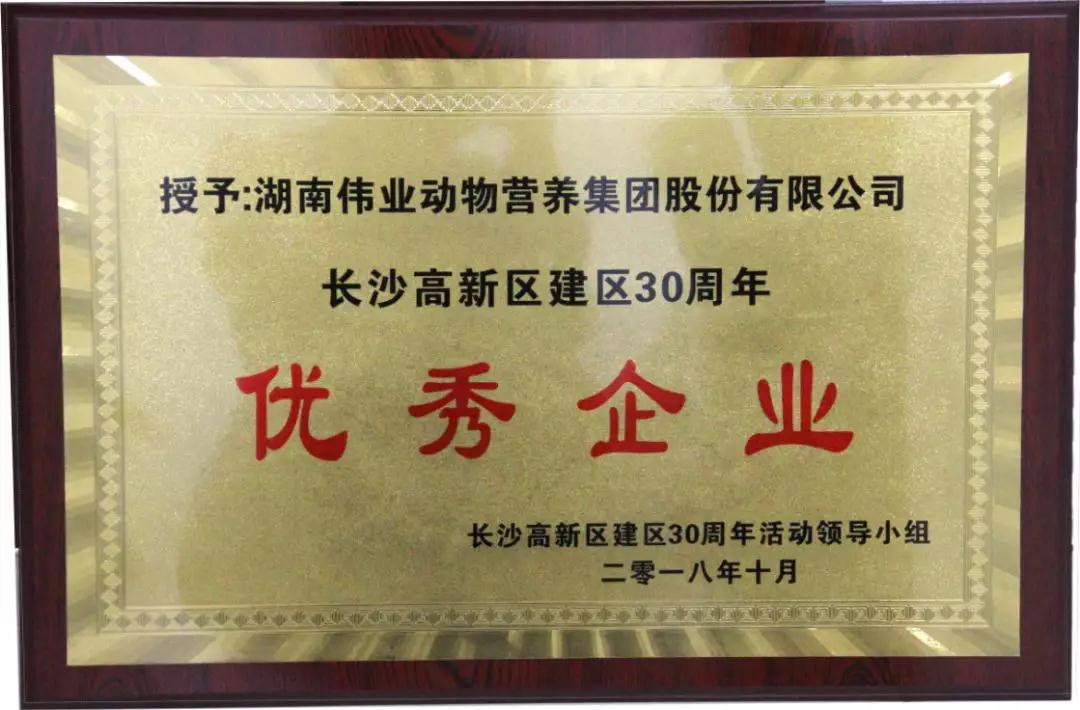 授予:湖南伟业动物营养集团股份有限公司
长沙高新区建区30周年
优秀企业
长沙高新区建区30周年活动领导小组
二零一八年十月